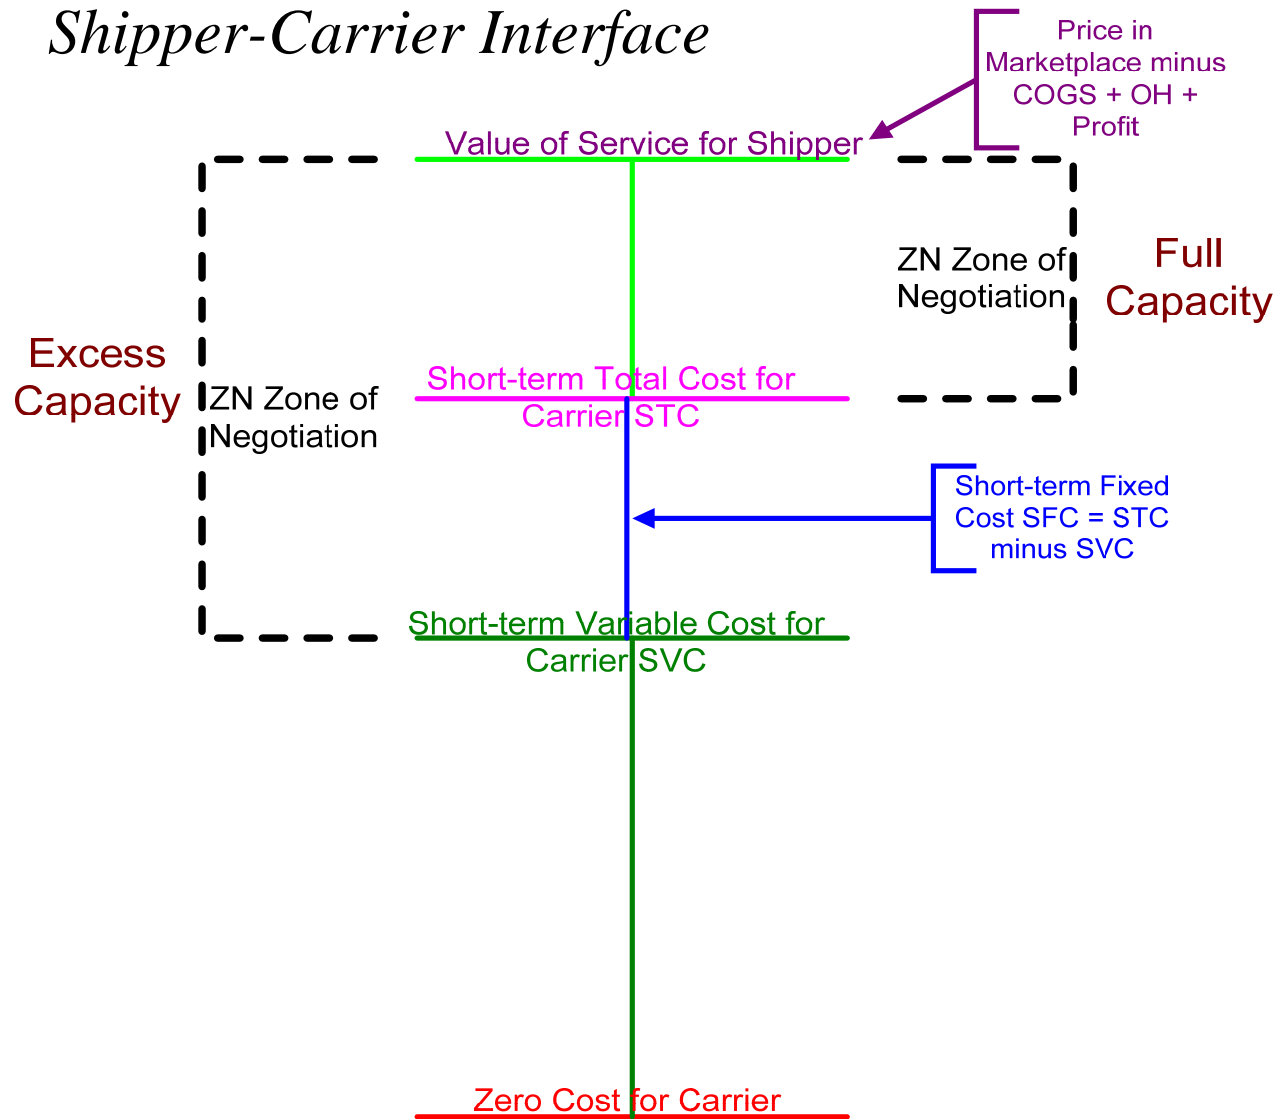 Shipper-Carrier Interface
Price in
Marketplace minus
COGS + OH +
Profit
Value of Service for Shipper
ZN Zone of
Negotiation
Full
Capacity
Excess
Capacity
ZN Zone of
Negotiation
Short-term Total Cost for
Carrier STC
Short-term Fixed
Cost SFC = STC
minus SVC
Short-term Variable Cost for
Carrier SVC
Zero Cost for Carrier